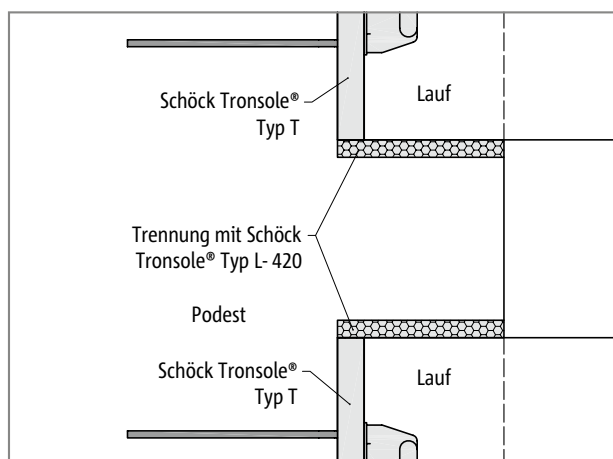 Schöck Tronsole®
Typ T
Lauf
Trennung mit Schöck
Tronsole® Typ L- 420
Podest
Schöck Tronsole®
Typ T
Lauf